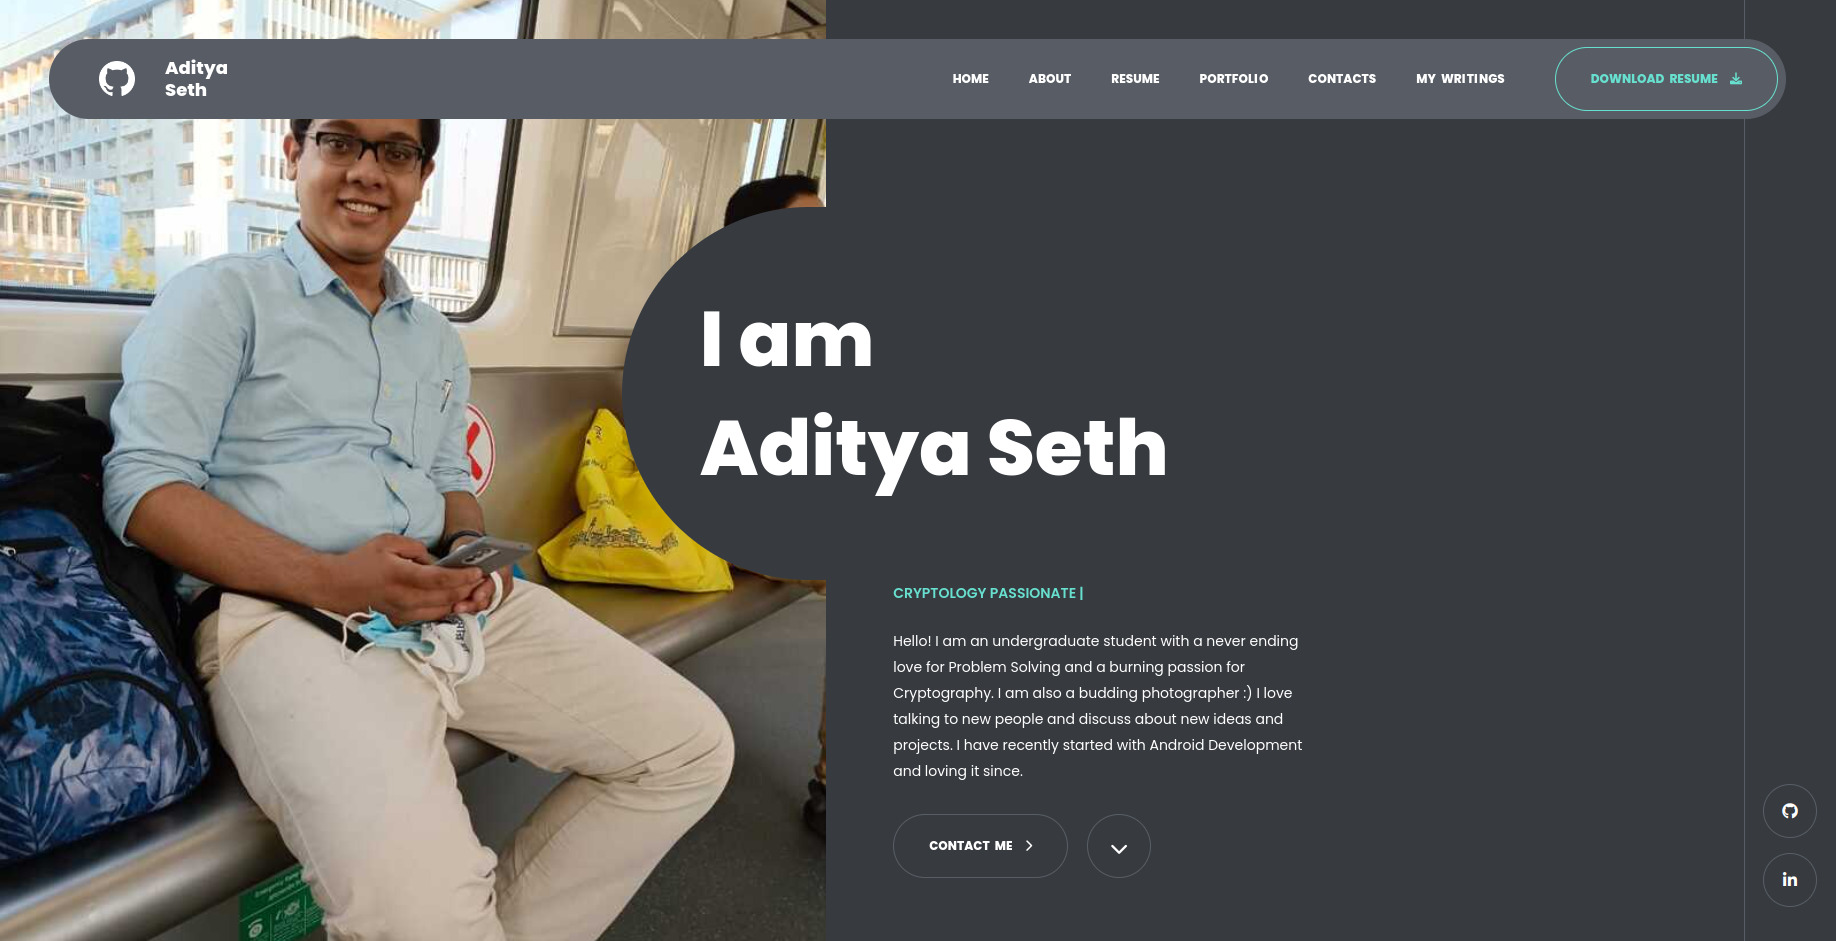 Aditya
Seth
HOME
ABOUT
RESUME
PORTFOLIO
CONTACTS
MY WRITINGS
DOWNLOAD RESUME
I am
Aditya Seth
CRYPTOLOGY PASSIONATE |
Hello! I am an undergraduate student with a never ending
love for Problem Solving and a burning passion for
Cryptography. I am also a budding photographer :) I love
talking to new people and discuss about new ideas and
projects. I have recently started with Android Development
and loving it since.
CONTACT ME
in